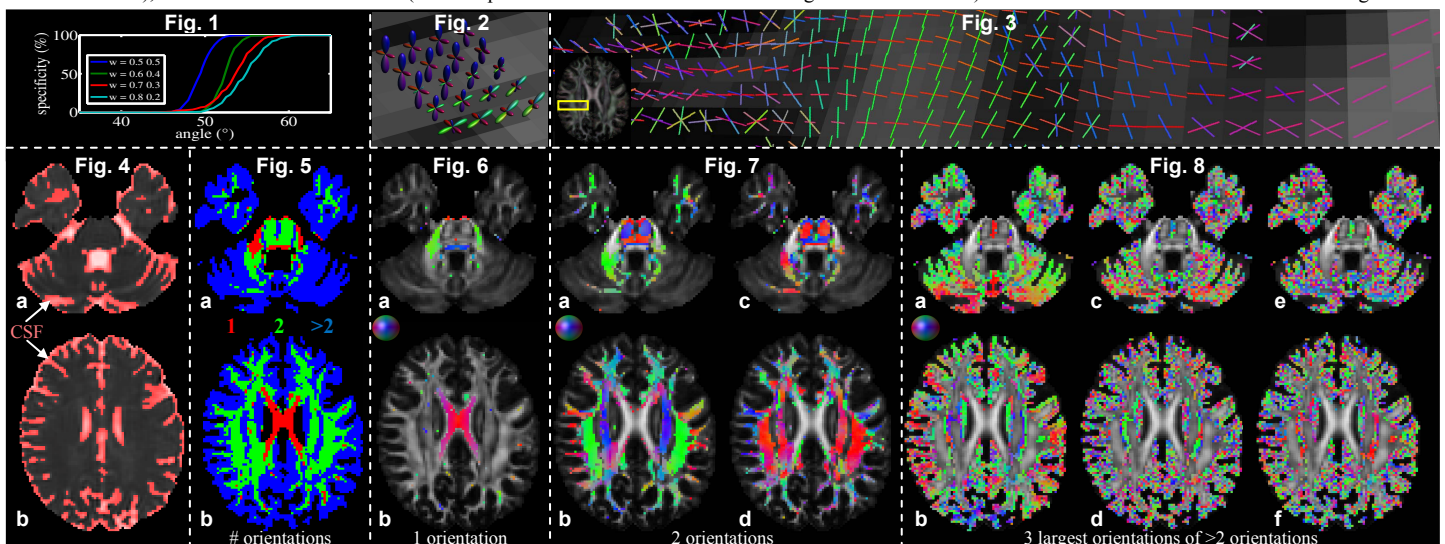 Fig. 1
Fig. 2
Fig. 3
specificity (%)
100
50
0
w = 0.5 0.5
w = 0.6 0.4
w = 0.7 0.3
w = 0.8 0.2
40
50
60
angle (°)
Fig. 4
Fig. 5
Fig. 6
Fig. 7
Fig. 8
a
a
a
a
c
a
c
e
CSF
1 2 >2
b
b
b
b
d
b
d
f
# orientations
1 orientation
2 orientations
3 largest orientations of >2 orientations